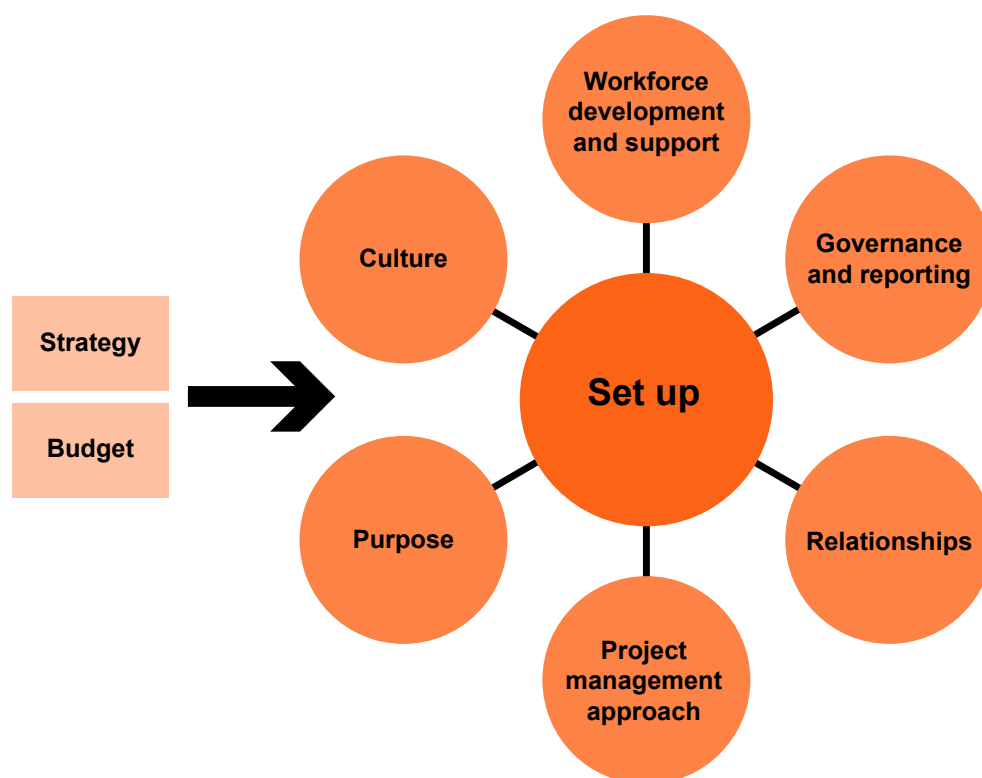 Strategy
Budget
Workforce
development
and support
Culture
Governance
and reporting
Set up
Purpose
Relationships
Project
management
approach